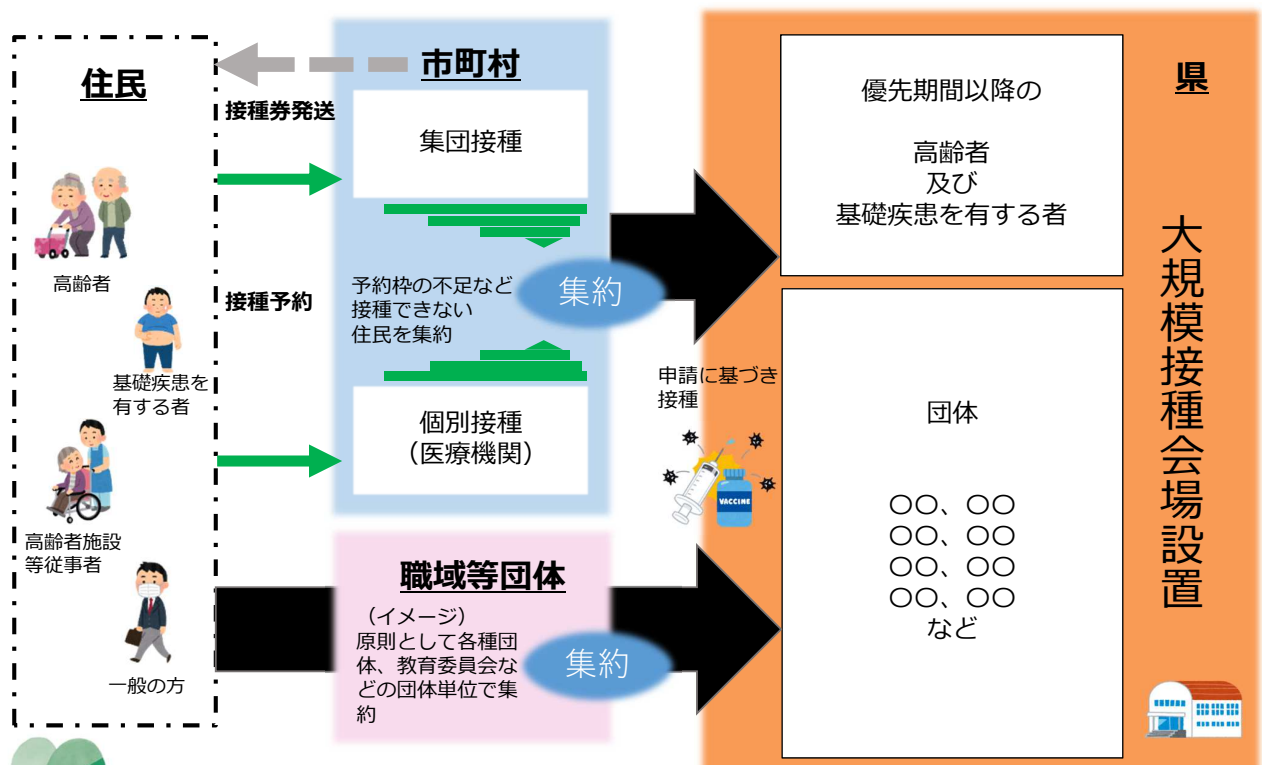 住民
高齢者
基礎疾患を
有する者
高齢者施設
等従事者
一般の方
接種券発送
接種予約
市町村
集団接種
予約枠の不足など
接種できない
住民を集約
集約
個別接種
（医療機関）
職域等団体
（イメージ）
原則として各種団
体、教育委員会な
どの団体単位で集
約
集約
申請に基づき
接種
VACCINE
県
大規模接種会場設置
優先期間以降の
高齢者
及び
基礎疾患を有する者
団体
〇〇、〇〇
〇〇、〇〇
〇〇、〇〇
〇〇、〇〇
など